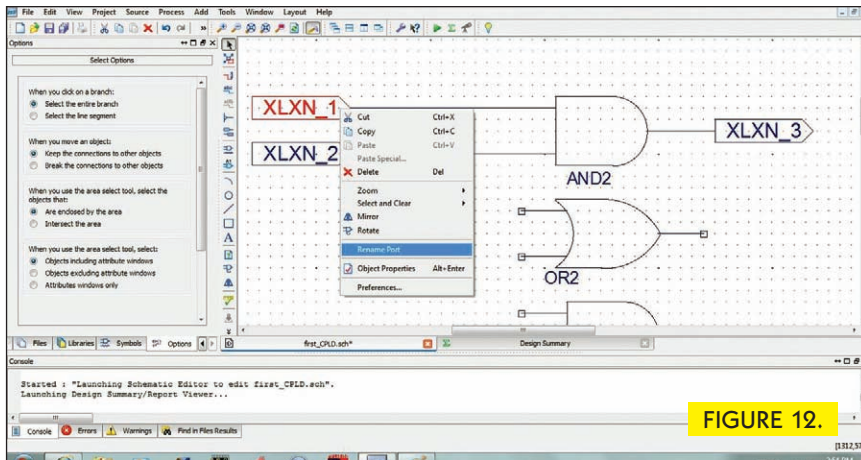 File Edit View Project Source Process Add Tools Window Layout Help
Options
Select Options
When you click on a branch:
Select the entire branch
Select the line segment
When you move an object:
Keep the connections to other objects
Break the connections to other objects
When you use the area select tool, select the
objects that:
Are enclosed by the area
Intersect the area
When you use the area select tool, select:
Objects including attribute windows
Objects excluding attribute windows
Attributes windows only
Files Libraries Symbols Options
XLXN_1
XLXN_2
XLXN_3
AND2
OR2
Cut Ctrl+X
Copy Ctrl+C
Paste Ctrl+V
Paste Special...
Delete Del
Zoom
Select and Clear
Mirror
Rotate
Rename Port
Object Properties Alt+Enter
Preferences...
first_CPLD.sch*
Design Summary
Console
Started : "Launching Schematic Editor to edit first_CPLD.sch".
Launching Design Summary/Report Viewer...
Console Errors Warnings Find in Files Results
FIGURE 12.